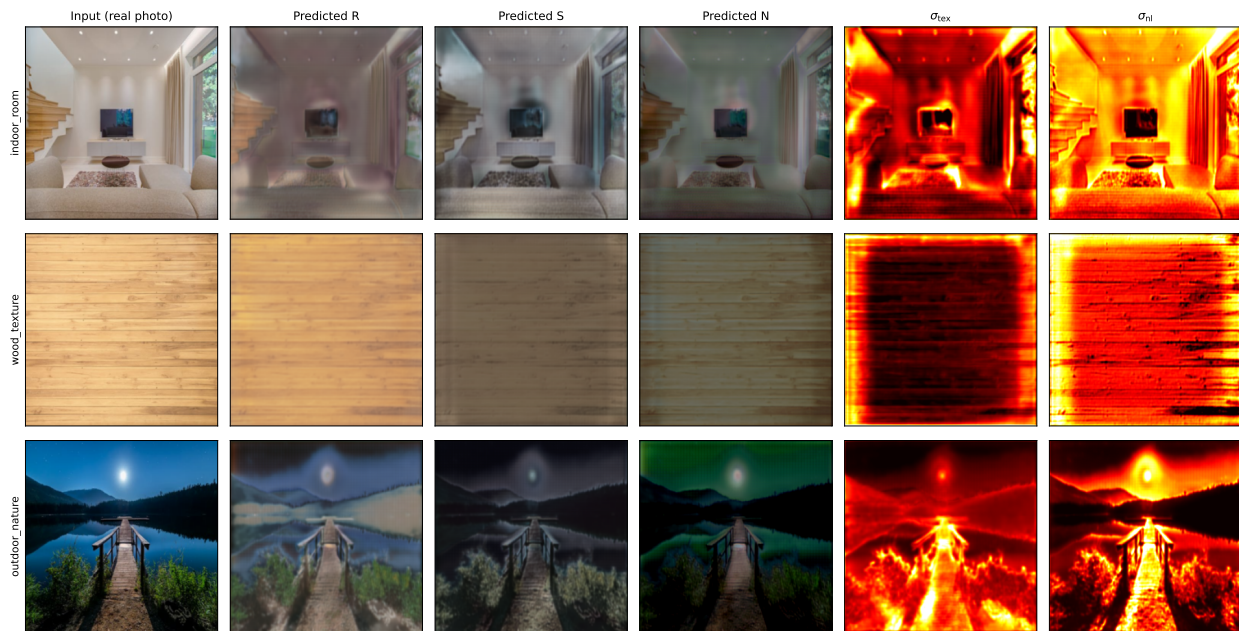 Input (real photo) Predicted R Predicted S Predicted N σtex σnl
indoor_room
wood_texture
outdoor_nature